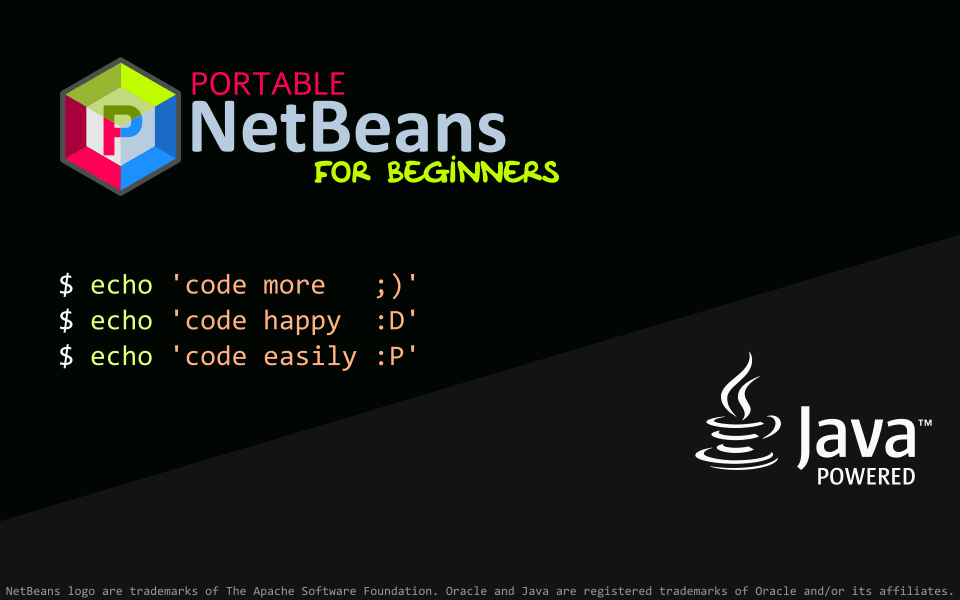 P
PORTABLE
NetBeans
FOR BEGINNERS
$ echo 'code more   ;)'
$ echo 'code happy  :D'
$ echo 'code easily :P'
Java™
POWERED
NetBeans logo are trademarks of The Apache Software Foundation. Oracle and Java are registered trademarks of Oracle and/or its affiliates.